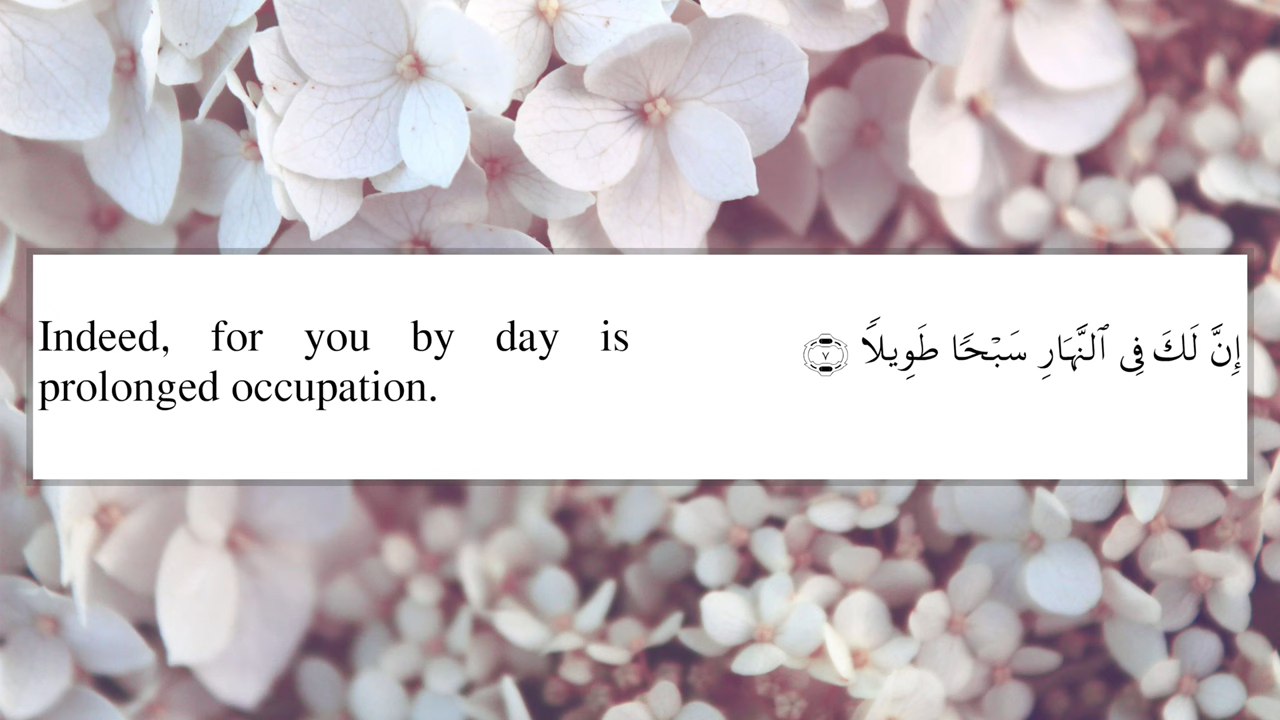 Indeed, for you by day is
prolonged occupation.
إِنَّ لَكَ فِى ٱلنَّهَارِ سَبْحًا طَوِيلًا ٧